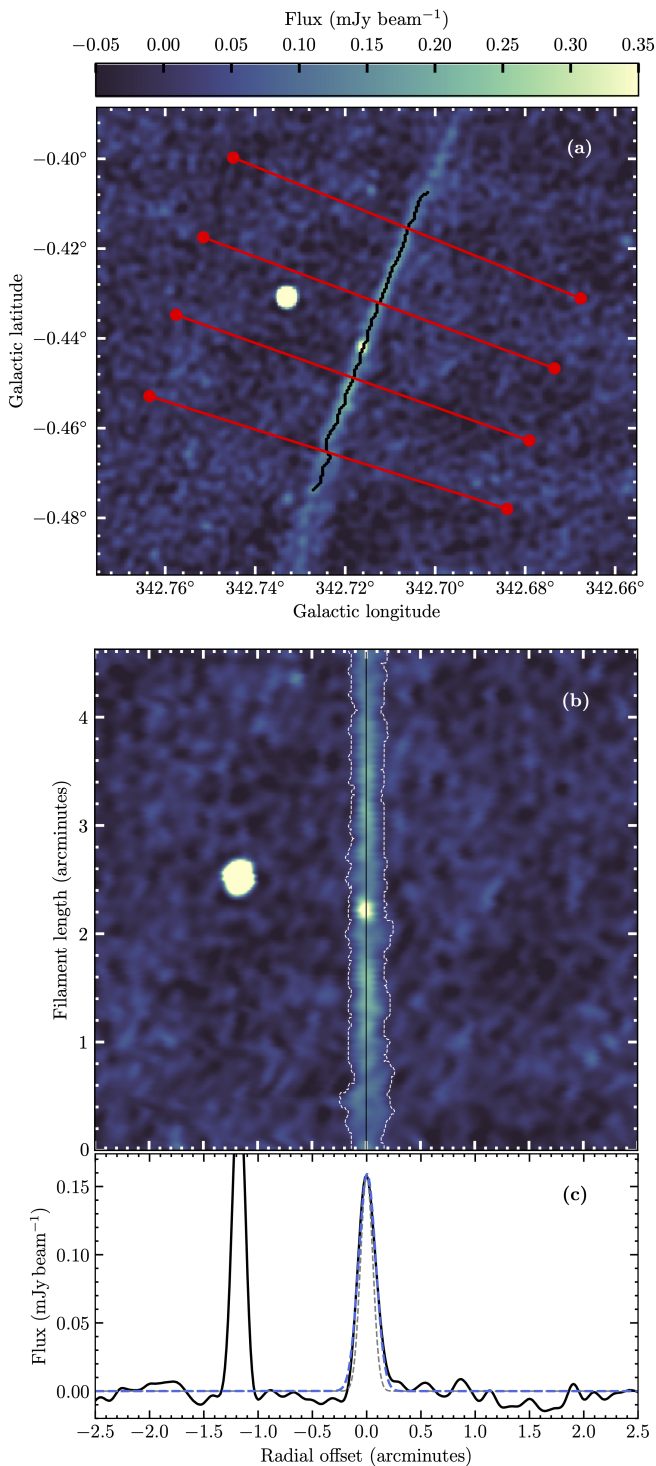 Flux (mJy beam⁻¹)
−0.05 0.00 0.05 0.10 0.15 0.20 0.25 0.30 0.35
(a)
−0.40°
−0.42°
−0.44°
−0.46°
−0.48°
Galactic latitude
342.76° 342.74° 342.72° 342.70° 342.68° 342.66°
Galactic longitude
(b)
4
3
2
1
0
Filament length (arcminutes)
(c)
0.15
0.10
0.05
0.00
Flux (mJy beam⁻¹)
−2.5 −2.0 −1.5 −1.0 −0.5 0.0 0.5 1.0 1.5 2.0 2.5
Radial offset (arcminutes)